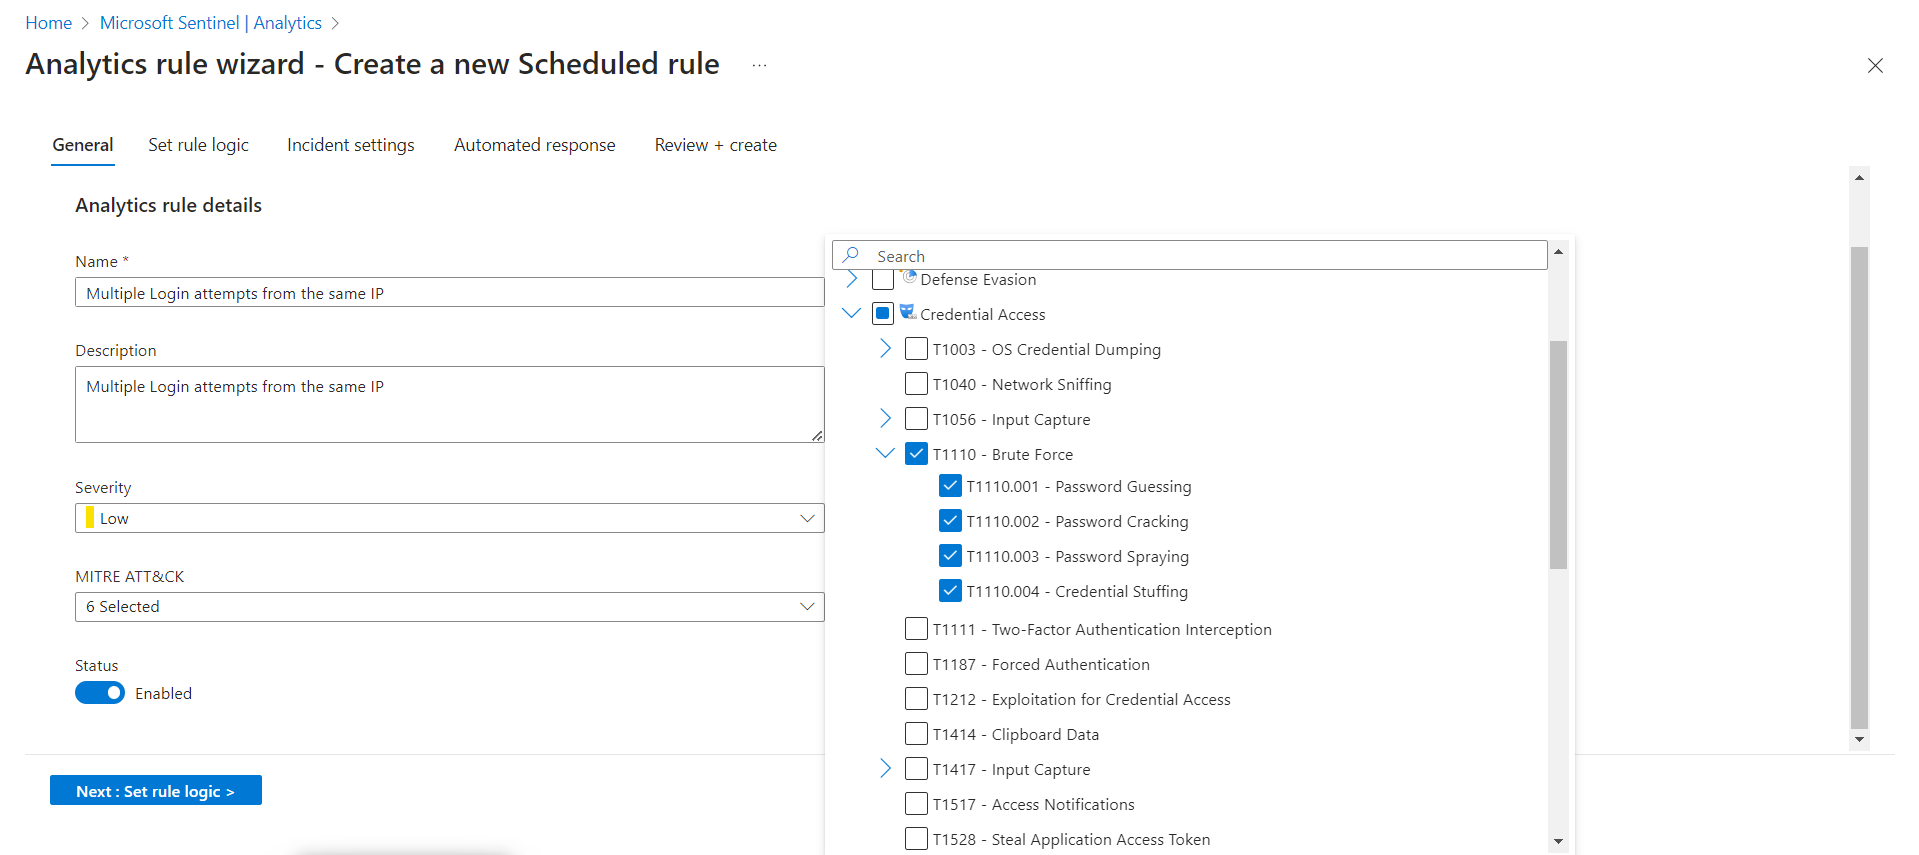 Home > Microsoft Sentinel | Analytics >
Analytics rule wizard - Create a new Scheduled rule ...
General Set rule logic Incident settings Automated response Review + create
Analytics rule details
Name *
Multiple Login attempts from the same IP
Description
Multiple Login attempts from the same IP
Severity
Low
MITRE ATT&CK
6 Selected
Status
Enabled
Next : Set rule logic >
Search
Defense Evasion
Credential Access
T1003 - OS Credential Dumping
T1040 - Network Sniffing
T1056 - Input Capture
T1110 - Brute Force
T1110.001 - Password Guessing
T1110.002 - Password Cracking
T1110.003 - Password Spraying
T1110.004 - Credential Stuffing
T1111 - Two-Factor Authentication Interception
T1187 - Forced Authentication
T1212 - Exploitation for Credential Access
T1414 - Clipboard Data
T1417 - Input Capture
T1517 - Access Notifications
T1528 - Steal Application Access Token